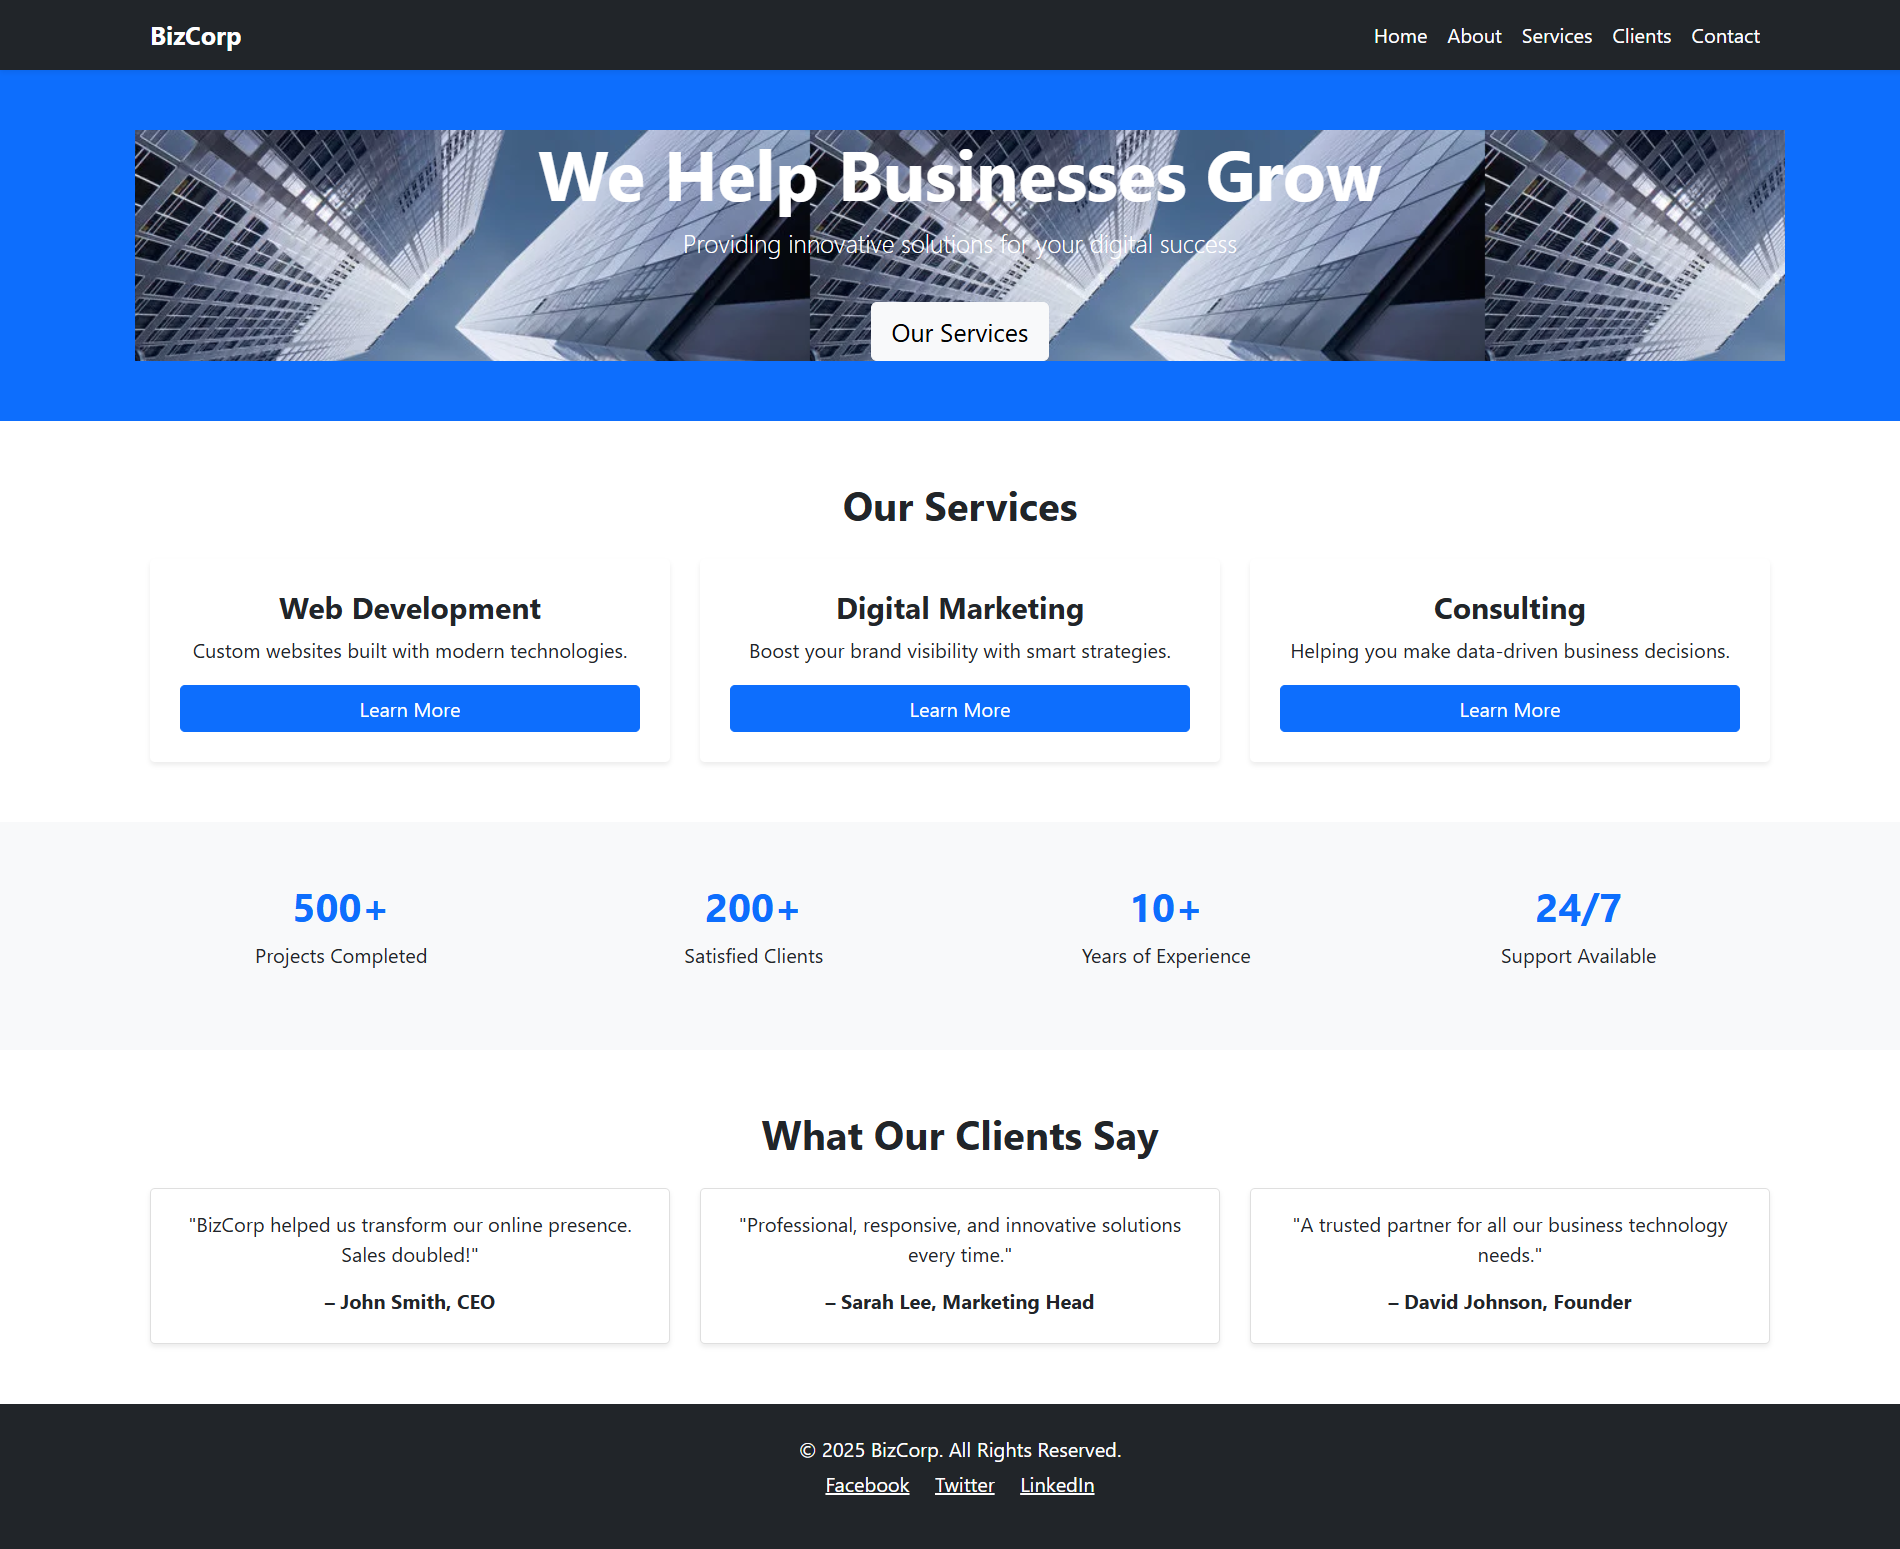 BizCorp
Home About Services Clients Contact
We Help Businesses Grow
Providing innovative solutions for your digital success
Our Services
Our Services
Web Development
Custom websites built with modern technologies.
Learn More
Digital Marketing
Boost your brand visibility with smart strategies.
Learn More
Consulting
Helping you make data-driven business decisions.
Learn More
500+
Projects Completed
200+
Satisfied Clients
10+
Years of Experience
24/7
Support Available
What Our Clients Say
"BizCorp helped us transform our online presence.
Sales doubled!"
– John Smith, CEO
"Professional, responsive, and innovative solutions
every time."
– Sarah Lee, Marketing Head
"A trusted partner for all our business technology
needs."
– David Johnson, Founder
© 2025 BizCorp. All Rights Reserved.
Facebook Twitter LinkedIn